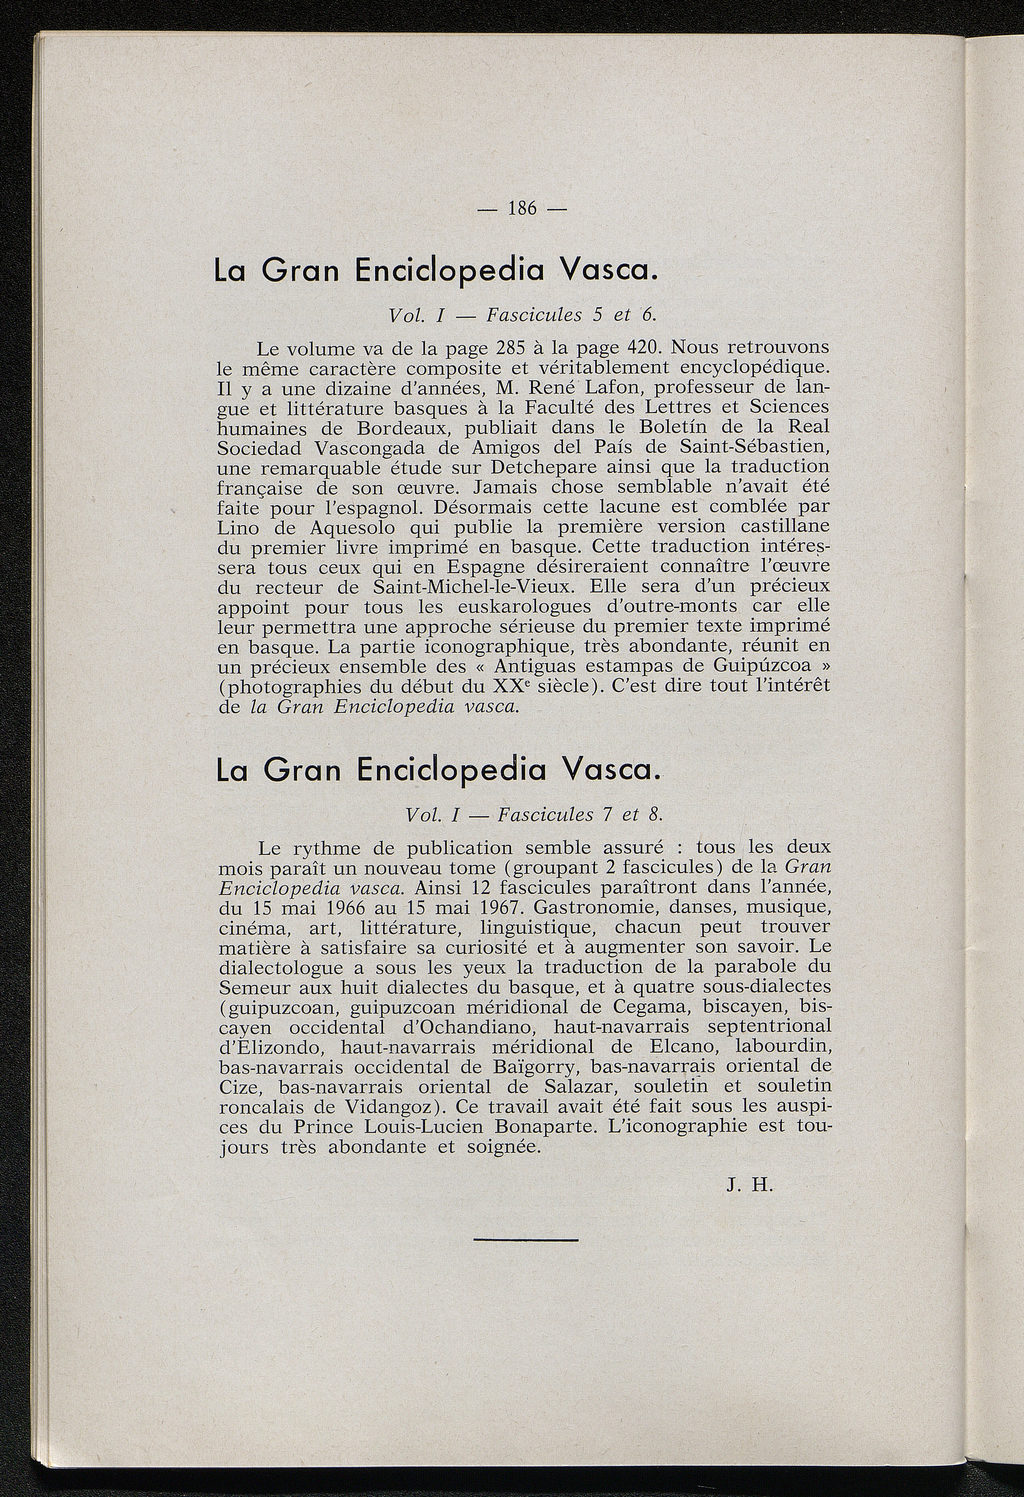 — 186 —
La Gran Enciclopedia Vasca.
Vol. I — Fascicules 5 et 6.
Le volume va de la page 285 à la page 420. Nous retrouvons
le même caractère composite et véritablement encyclopédique.
Il y a une dizaine d'années, M. René Lafon, professeur de lan-
gue et littérature basques à la Faculté des Lettres et Sciences
humaines de Bordeaux, publiait dans le Boletín de la Real
Sociedad Vascongada de Amigos del País de Saint-Sébastien,
une remarquable étude sur Detchepare ainsi que la traduction
française de son œuvre. Jamais chose semblable n'avait été
faite pour l'espagnol. Désormais cette lacune est comblée par
Lino de Aquesolo qui publie la première version castillane
du premier livre imprimé en basque. Cette traduction intéres-
sera tous ceux qui en Espagne désireraient connaître l'œuvre
du recteur de Saint-Michel-le-Vieux. Elle sera d'un précieux
appoint pour tous les euskarologues d'outre-monts car elle
leur permettra une approche sérieuse du premier texte imprimé
en basque. La partie iconographique, très abondante, réunit en
un précieux ensemble des « Antiguas estampas de Guipúzcoa »
(photographies du début du XXe siècle). C'est dire tout l'intérêt
de la Gran Enciclopedia vasca.
La Gran Enciclopedia Vasca.
Vol. I — Fascicules 7 et 8.
Le rythme de publication semble assuré : tous les deux
mois paraît un nouveau tome (groupant 2 fascicules) de la Gran
Enciclopedia vasca. Ainsi 12 fascicules paraîtront dans l'année,
du 15 mai 1966 au 15 mai 1967. Gastronomie, danses, musique,
cinéma, art, littérature, linguistique, chacun peut trouver
matière à satisfaire sa curiosité et à augmenter son savoir. Le
dialectologue a sous les yeux la traduction de la parabole du
Semeur aux huit dialectes du basque, et à quatre sous-dialectes
(guipuzcoan, guipuzcoan méridional de Cegama, biscayen, bis-
cayen occidental d'Ochandiano, haut-navarrais septentrional
d'Elizondo, haut-navarrais méridional de Elcano, labourdin,
bas-navarrais occidental de Baïgorry, bas-navarrais oriental de
Cize, bas-navarrais oriental de Salazar, souletin et souletin
roncalais de Vidangoz). Ce travail avait été fait sous les auspi-
ces du Prince Louis-Lucien Bonaparte. L'iconographie est tou-
jours très abondante et soignée.
J. H.